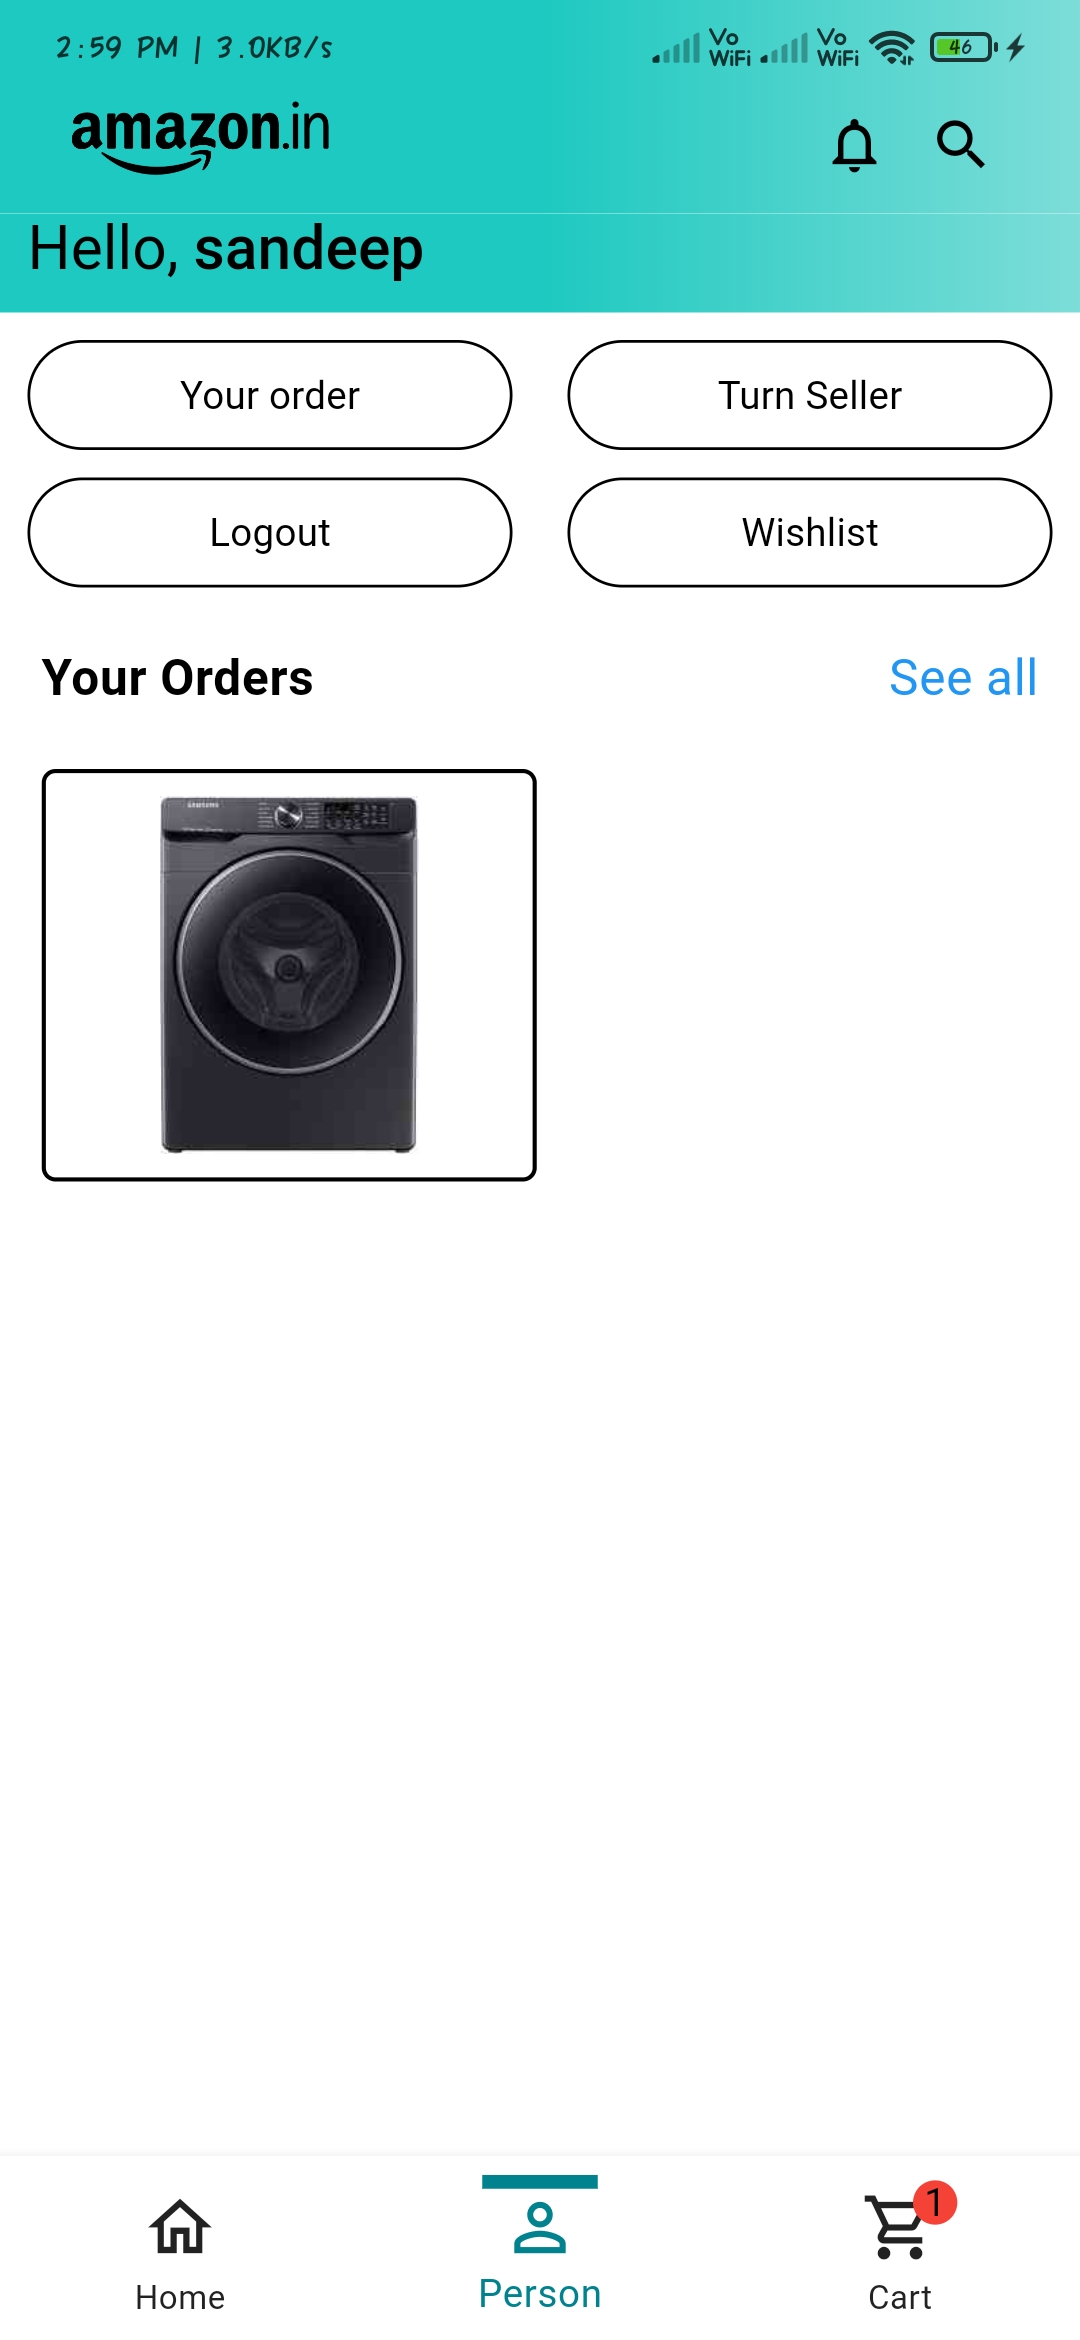 2:59 PM | 3.0KB/s Vo WiFi Vo WiFi 46
amazon.in
Hello, sandeep
Your order Turn Seller
Logout Wishlist
Your Orders See all
SAMSUNG
1
Home Person Cart